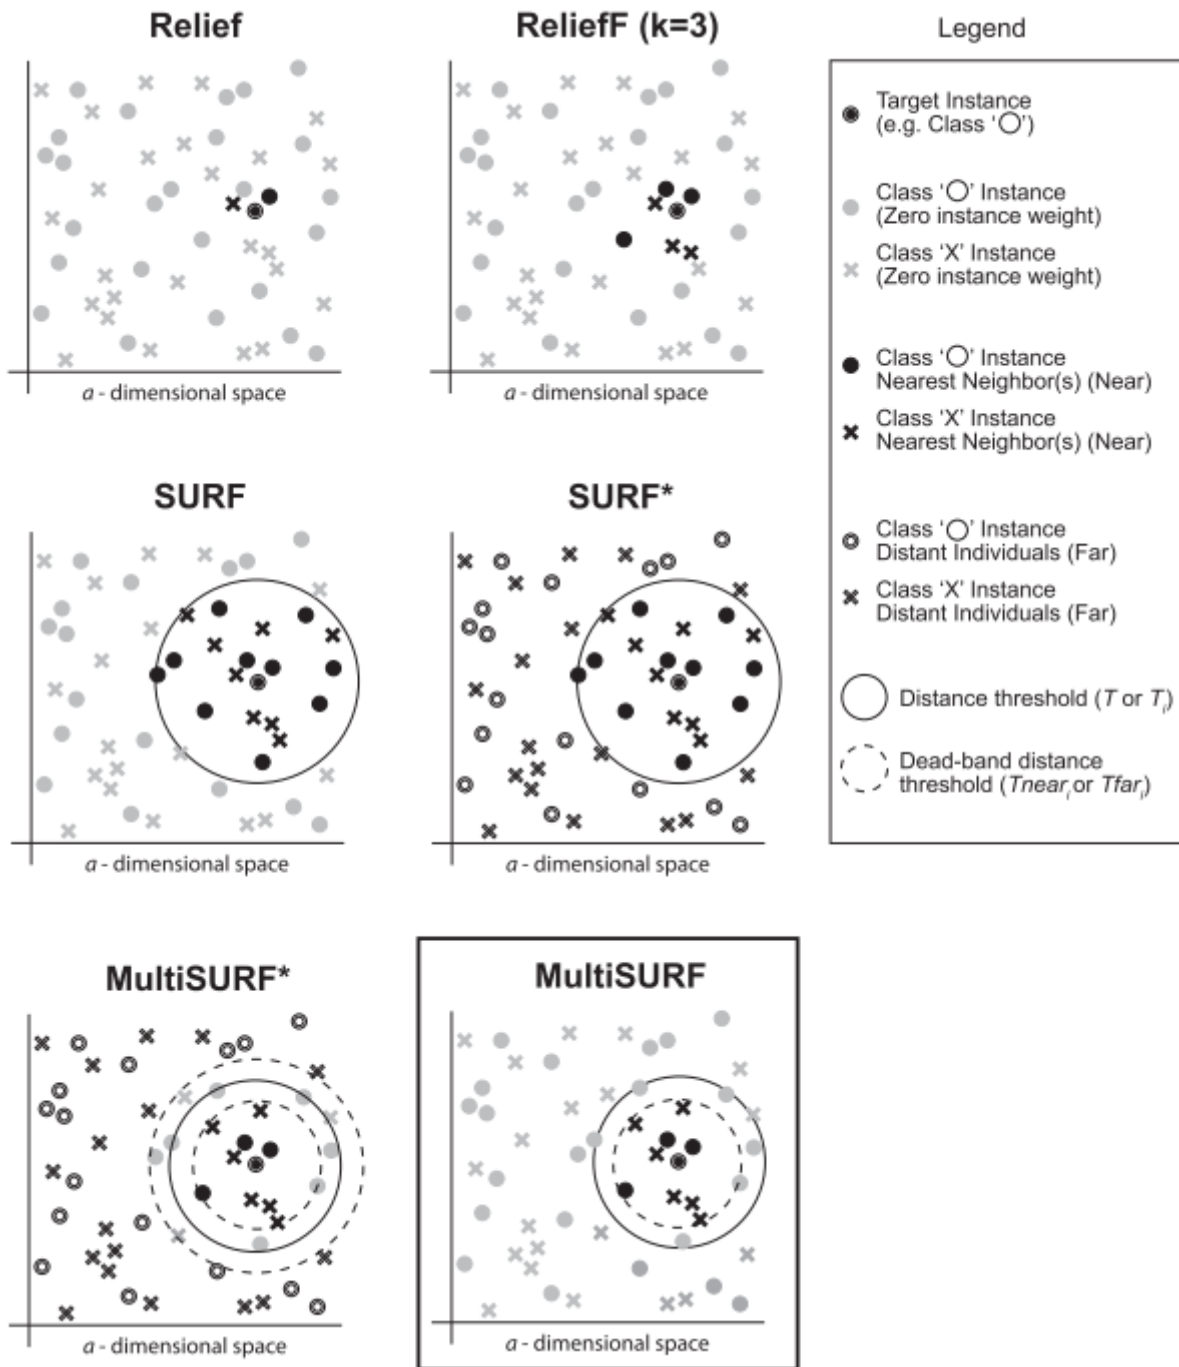 Relief
ReliefF (k=3)
Legend
Target Instance
(e.g. Class ‘O’)
Class ‘O’ Instance
(Zero instance weight)
Class ‘X’ Instance
(Zero instance weight)
Class ‘O’ Instance
Nearest Neighbor(s) (Near)
Class ‘X’ Instance
Nearest Neighbor(s) (Near)
Class ‘O’ Instance
Distant Individuals (Far)
Class ‘X’ Instance
Distant Individuals (Far)
Distance threshold (T or Tᵢ)
Dead-band distance
threshold (Tnearᵢ or Tfarᵢ)
a - dimensional space
a - dimensional space
SURF
SURF*
a - dimensional space
a - dimensional space
MultiSURF*
MultiSURF
a - dimensional space
a - dimensional space